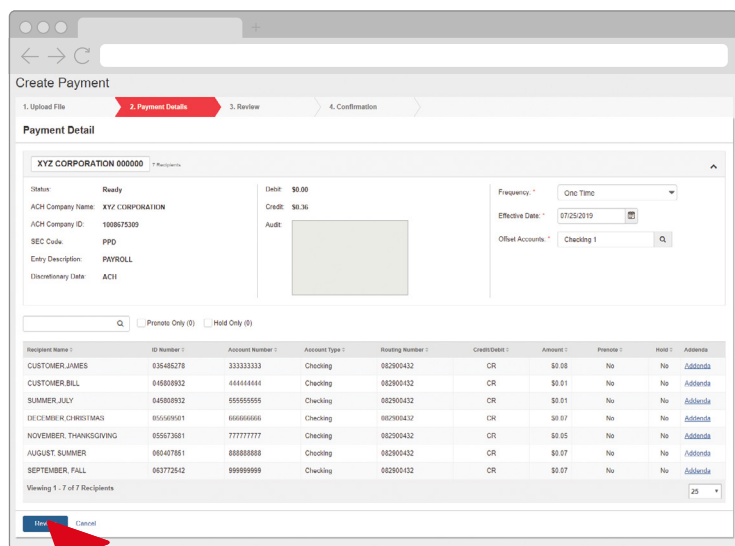 Create Payment
1. Upload File 2. Payment Details 3. Review 4. Confirmation
Payment Detail
XYZ CORPORATION 000000 7 Recipients
Status: Ready Debit: $0.00 Frequency: * One Time
ACH Company Name: XYZ CORPORATION Credit: $0.36 Effective Date: * 07/25/2019
ACH Company ID: 1008675309 Audit: Offset Accounts: * Checking 1
SEC Code: PPD
Entry Description: PAYROLL
Discretionary Data: ACH
Prenote Only (0) Hold Only (0)
Recipient Name ID Number Account Number Account Type Routing Number Credit/Debit Amount Prenote Hold Addenda
CUSTOMER,JAMES 035485278 333333333 Checking 082900432 CR $0.08 No No Addenda
CUSTOMER,BILL 045808932 444444444 Checking 082900432 CR $0.01 No No Addenda
SUMMER,JULY 045808932 555555555 Checking 082900432 CR $0.01 No No Addenda
DECEMBER,CHRISTMAS 055569501 666666666 Checking 082900432 CR $0.07 No No Addenda
NOVEMBER, THANKSGIVING 055673681 777777777 Checking 082900432 CR $0.05 No No Addenda
AUGUST, SUMMER 060407851 888888888 Checking 082900432 CR $0.07 No No Addenda
SEPTEMBER, FALL 063772542 999999999 Checking 082900432 CR $0.07 No No Addenda
Viewing 1 - 7 of 7 Recipients 25
Cancel